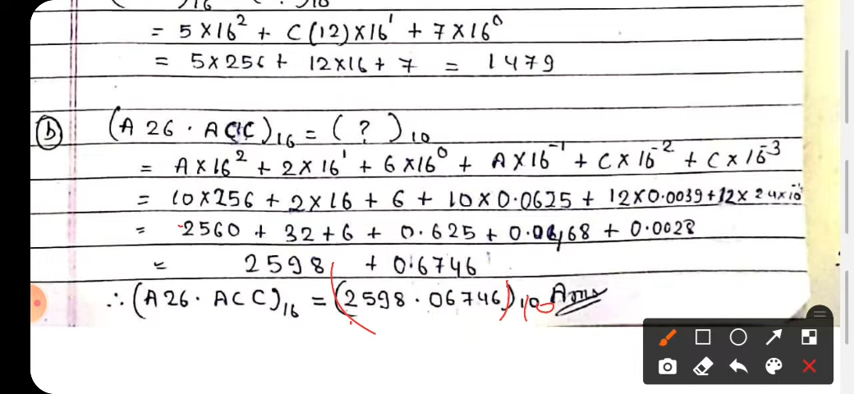 = 5×16² + C(12)×16¹ + 7×16⁰
= 5×256 + 12×16 + 7 = 1479
(b) (A26·ACC)₁₆ = (?)₁₀
= A×16² + 2×16¹ + 6×16⁰ + A×16⁻¹ + C×16⁻² + C×16⁻³
= 10×256 + 2×16 + 6 + 10×0.0625 + 12×0.0039 + 12×2.4×10
= 2560 + 32 + 6 + 0.625 + 0.0468 + 0.0028
= 2598 + 0.6746
∴ (A26·ACC)₁₆ = (2598·06746)₁₀ Ans